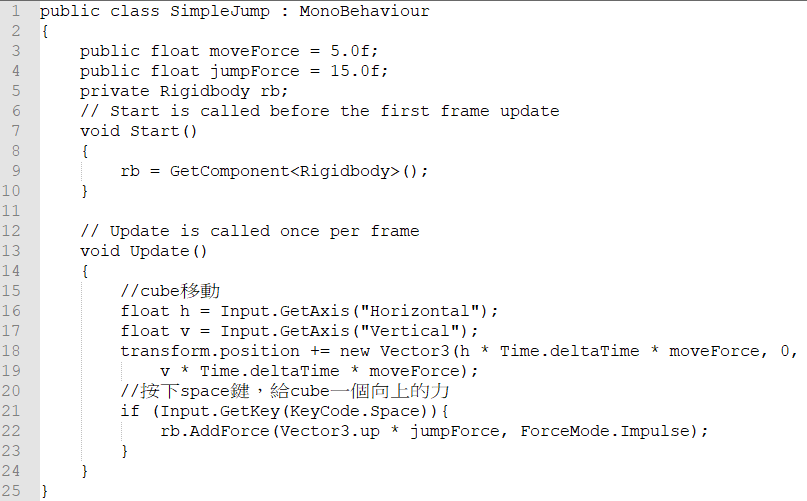 1 public class SimpleJump : MonoBehaviour
2 {
3     public float moveForce = 5.0f;
4     public float jumpForce = 15.0f;
5     private Rigidbody rb;
6     // Start is called before the first frame update
7     void Start()
8     {
9         rb = GetComponent<Rigidbody>();
10     }
11
12     // Update is called once per frame
13     void Update()
14     {
15         //cube移動
16         float h = Input.GetAxis("Horizontal");
17         float v = Input.GetAxis("Vertical");
18         transform.position += new Vector3(h * Time.deltaTime * moveForce, 0,
19             v * Time.deltaTime * moveForce);
20         //按下space鍵，給cube一個向上的力
21         if (Input.GetKey(KeyCode.Space)){
22             rb.AddForce(Vector3.up * jumpForce, ForceMode.Impulse);
23         }
24     }
25 }